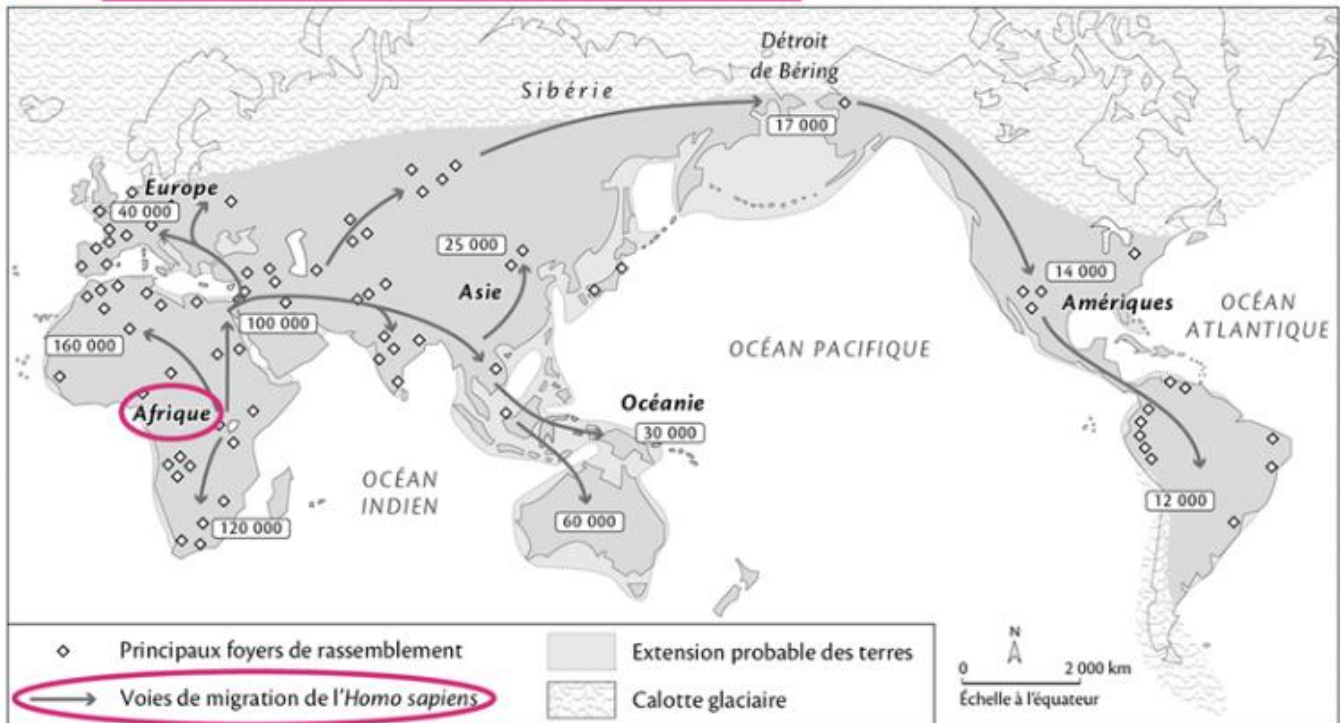 Détroit
de Béring
Sibérie
17 000
Europe
40 000
25 000
Asie
14 000
Amériques
OCÉAN
ATLANTIQUE
100 000
160 000
OCÉAN PACIFIQUE
Afrique
Océanie
30 000
OCÉAN
INDIEN
12 000
120 000
60 000
Principaux foyers de rassemblement
Voies de migration de l'Homo sapiens
Extension probable des terres
Calotte glaciaire
N
0 2 000 km
Échelle à l'équateur